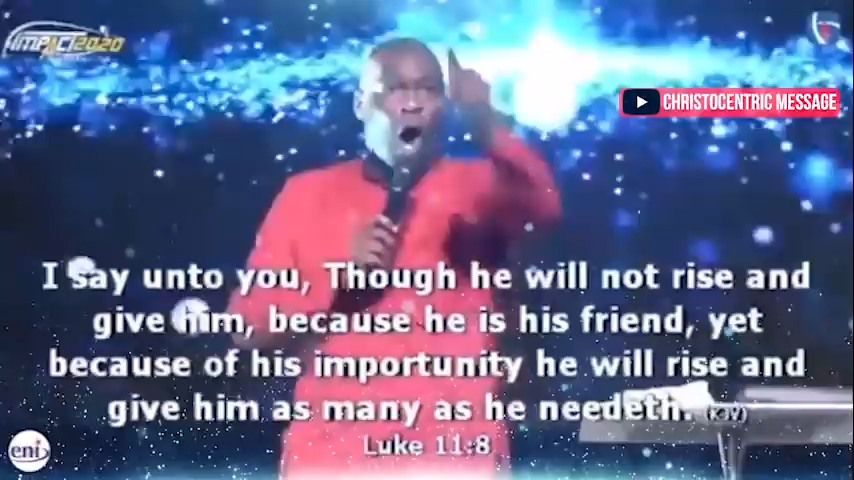 IMPACT2020
CHRISTOCENTRIC MESSAGE
I say unto you, Though he will not rise and
give him, because he is his friend, yet
because of his importunity he will rise and
give him as many as he needeth. (KJV)
Luke 11:8
eni